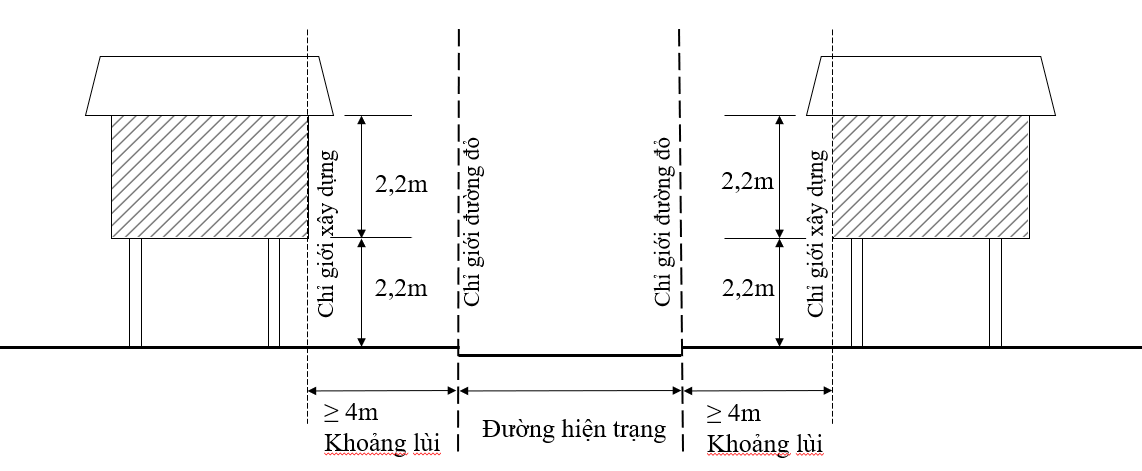 Chỉ giới xây dựng
2,2m
2,2m
Chỉ giới đường đỏ
Chỉ giới đường đỏ
2,2m
2,2m
Chỉ giới xây dựng
≥ 4m
Khoảng lùi
Đường hiện trạng
≥ 4m
Khoảng lùi